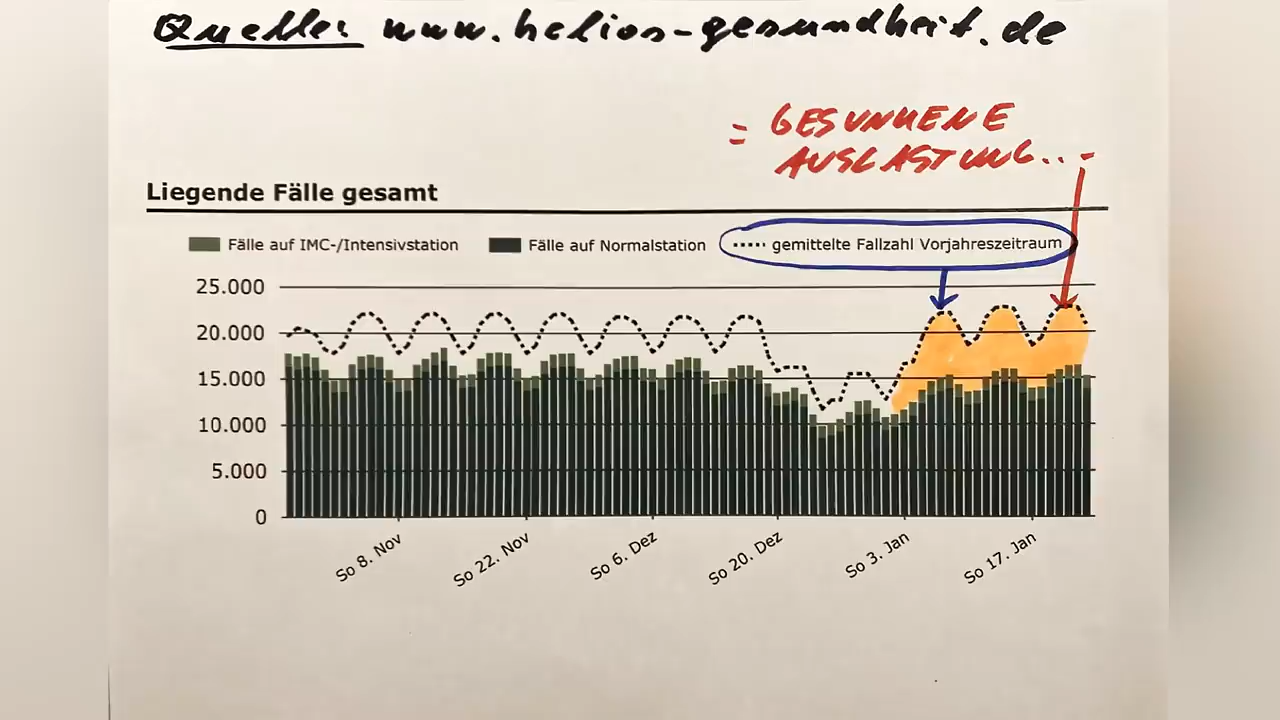 Quelle: www.helios-gesundheit.de
= GESUNKENE
AUSLASTUNG...
Liegende Fälle gesamt
Fälle auf IMC-/Intensivstation
Fälle auf Normalstation
gemittelte Fallzahl Vorjahreszeitraum
25.000
20.000
15.000
10.000
5.000
0
So 8. Nov
So 22. Nov
So 6. Dez
So 20. Dez
So 3. Jan
So 17. Jan